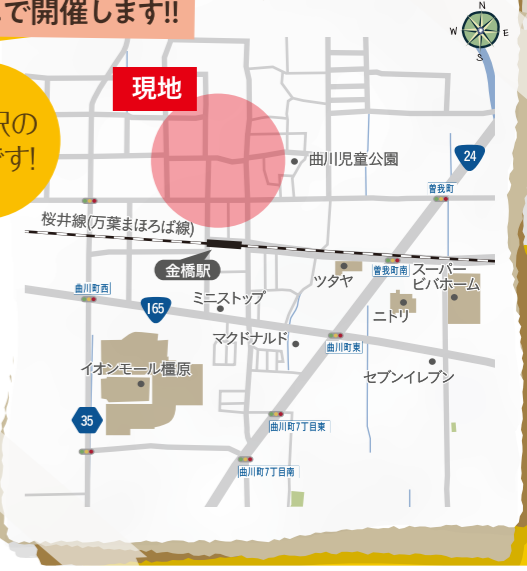 で開催します!!
N
W
E
S
現地
駅の
です!
曲川児童公園
24
曽我町
桜井線(万葉まほろば線)
金橋駅
ツタヤ
曽我町南
スーパー
ビバホーム
曲川町西
165
ミニストップ
ニトリ
マクドナルド
曲川町東
イオンモール橿原
セブンイレブン
35
曲川町7丁目東
曲川町7丁目南